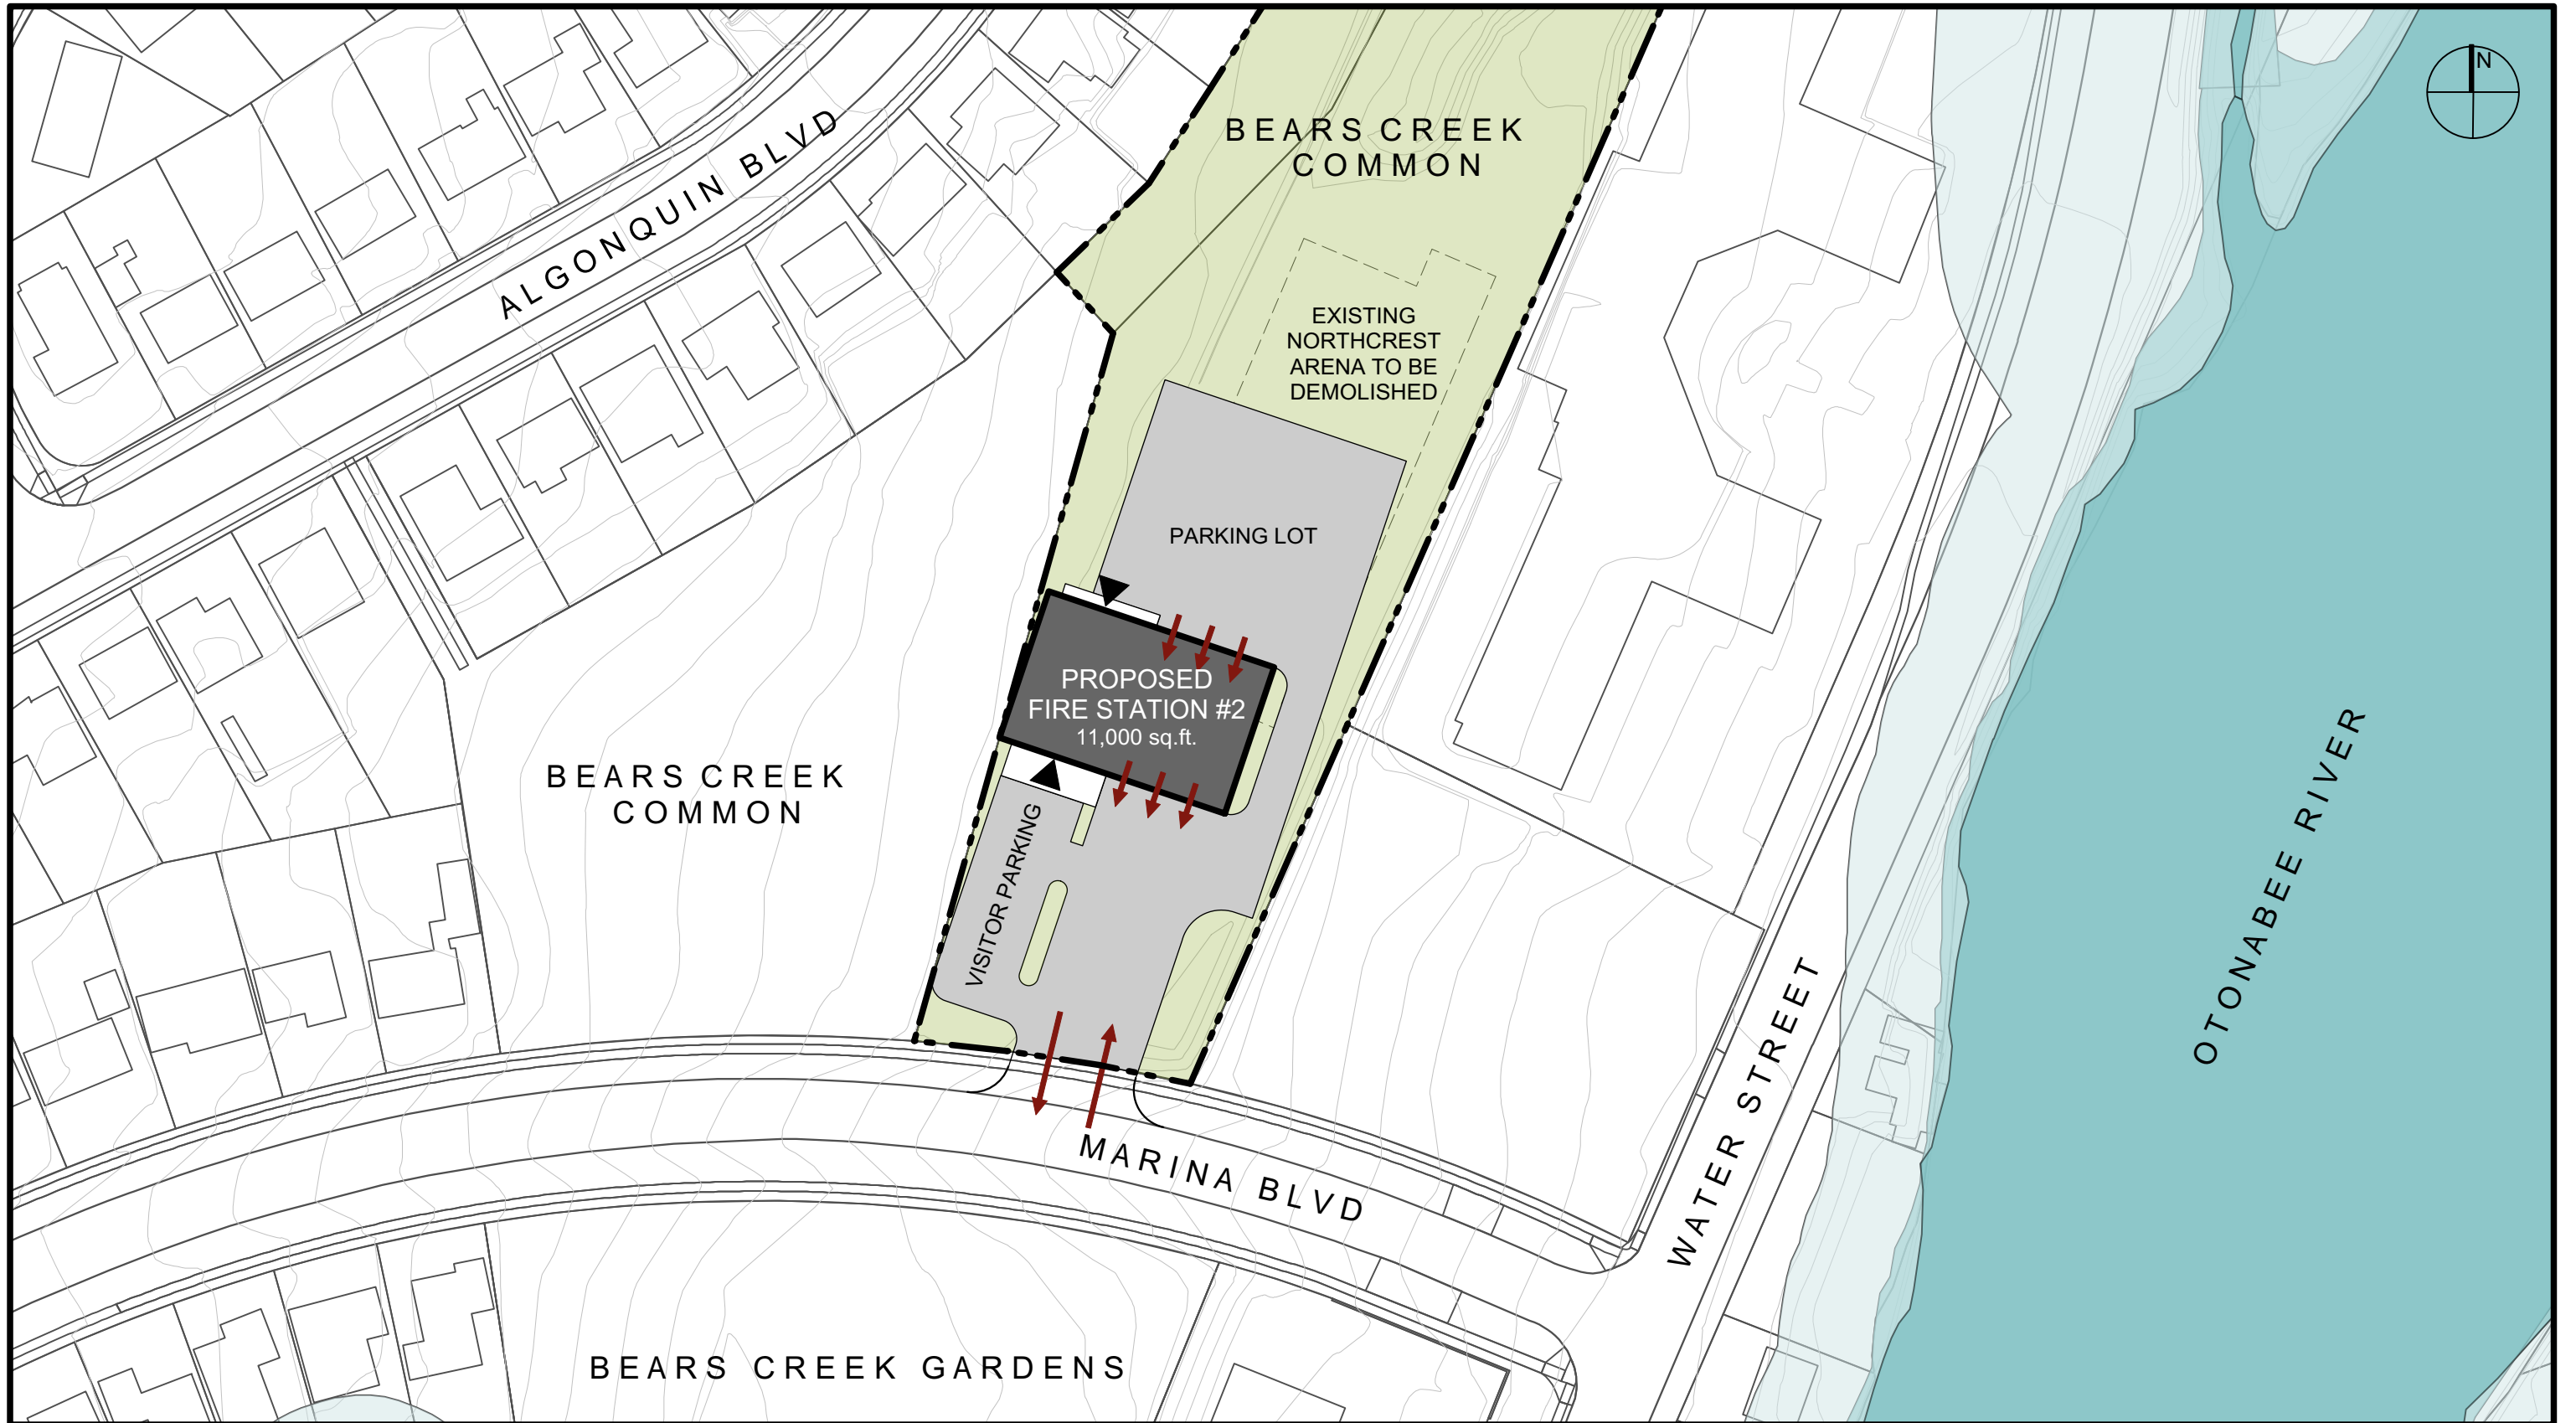 N
BEARS CREEK
COMMON
ALGONQUIN BLVD
EXISTING
NORTHCREST
ARENA TO BE
DEMOLISHED
PARKING LOT
PROPOSED
FIRE STATION #2
11,000 sq.ft.
BEARS CREEK
COMMON
VISITOR PARKING
OTONABEE RIVER
WATER STREET
MARINA BLVD
BEARS CREEK GARDENS